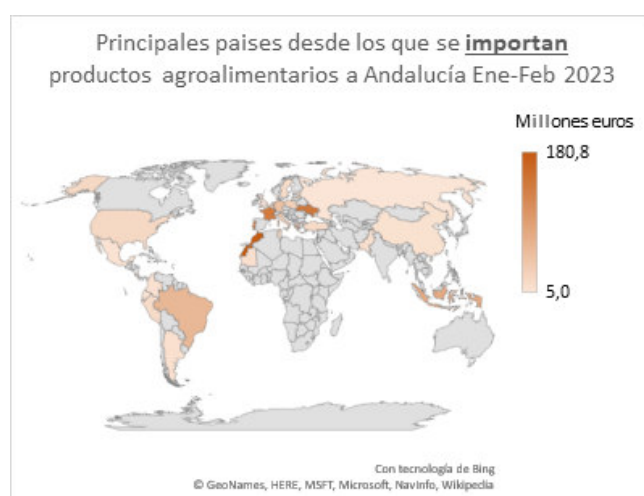 Principales paises desde los que se importan
productos agroalimentarios a Andalucía Ene-Feb 2023
Millones euros
180,8
5,0
Con tecnología de Bing
© GeoNames, HERE, MSFT, Microsoft, NavInfo, Wikipedia